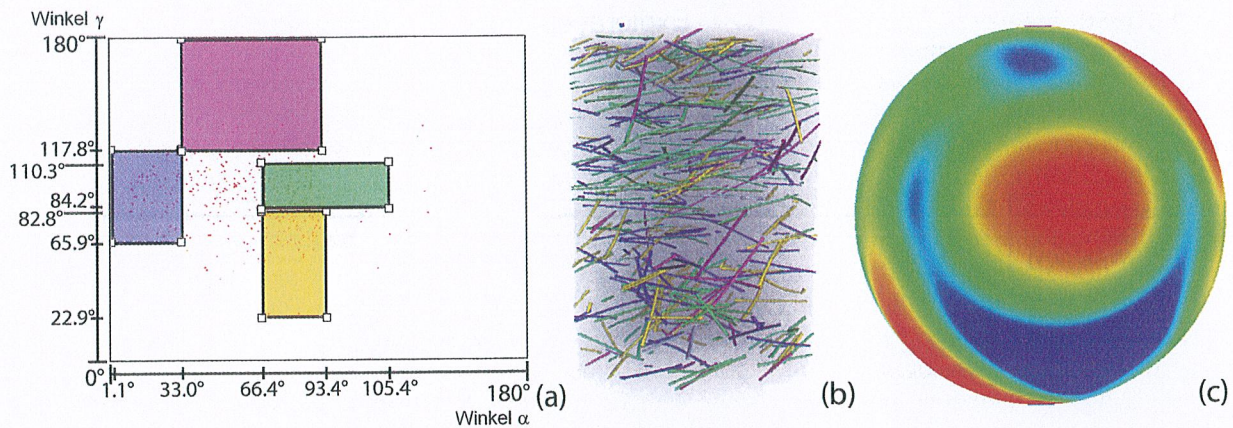 Winkel γ
180°
117.8°
110.3°
84.2°
82.8°
65.9°
22.9°
0°
1.1° 33.0° 66.4° 93.4° 105.4° 180°
Winkel α
(a)
(b)
(c)